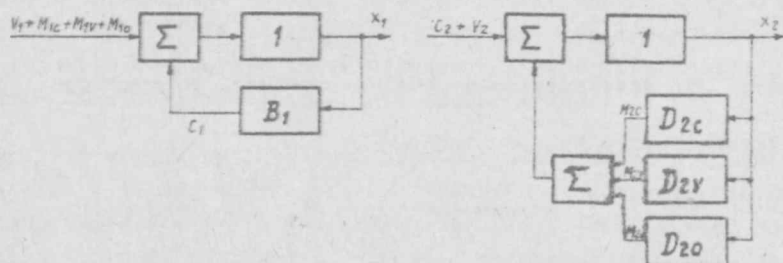 V1+M1c+M1v+M1o
Σ
1
X1
B1
C1
C2+V2
Σ
1
X2
M2c
D2c
Σ
D2v
D2o